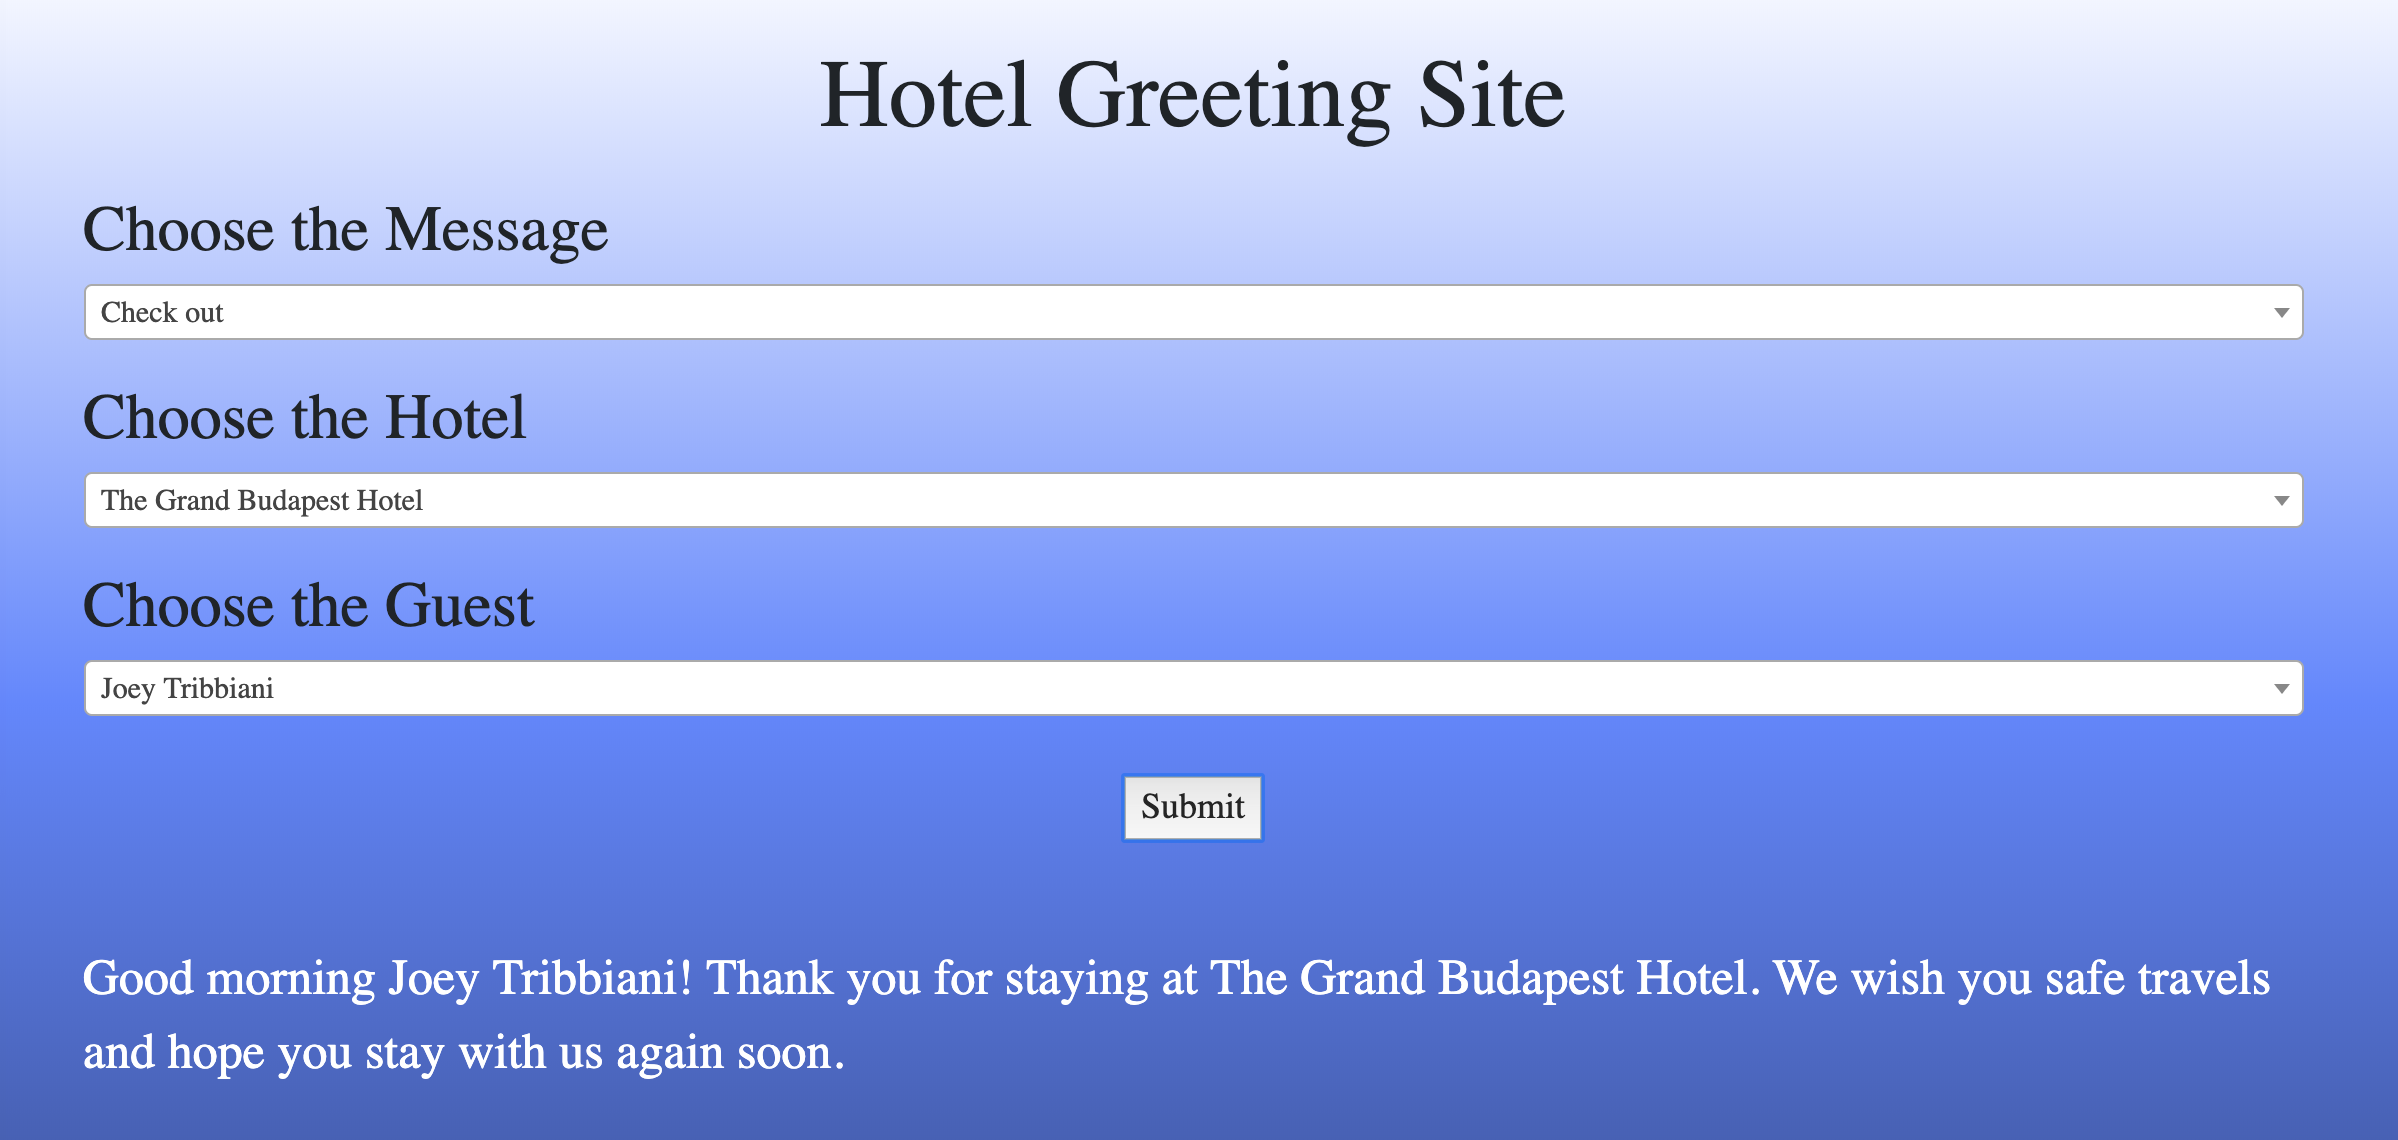 Hotel Greeting Site
Choose the Message
Check out
Choose the Hotel
The Grand Budapest Hotel
Choose the Guest
Joey Tribbiani
Submit
Good morning Joey Tribbiani! Thank you for staying at The Grand Budapest Hotel. We wish you safe travels
and hope you stay with us again soon.